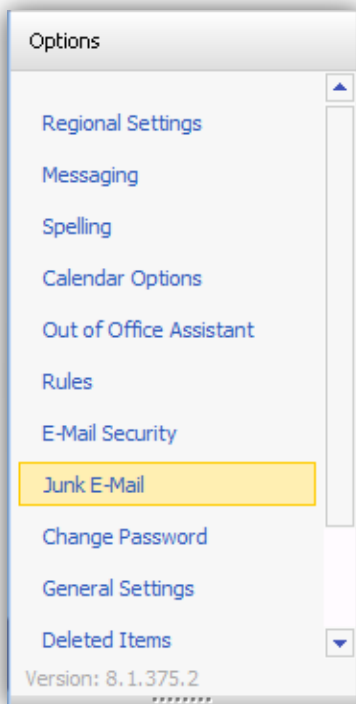 Options
Regional Settings
Messaging
Spelling
Calendar Options
Out of Office Assistant
Rules
E-Mail Security
Junk E-Mail
Change Password
General Settings
Deleted Items
Version: 8.1.375.2